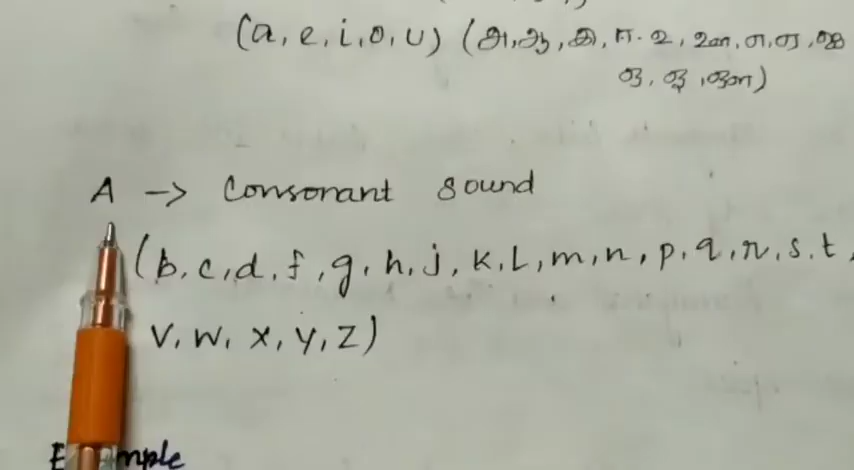 (a, e, i, o, u) (அ, ஆ, இ, ஈ. உ, ஊ, எ, ஏ, ஐ
ஒ, ஓ, ஔ)
A -> Consonant sound
(b, c, d, f, g, h, j, k, L, m, n, p, q, r, s, t,
v, w, x, y, z)